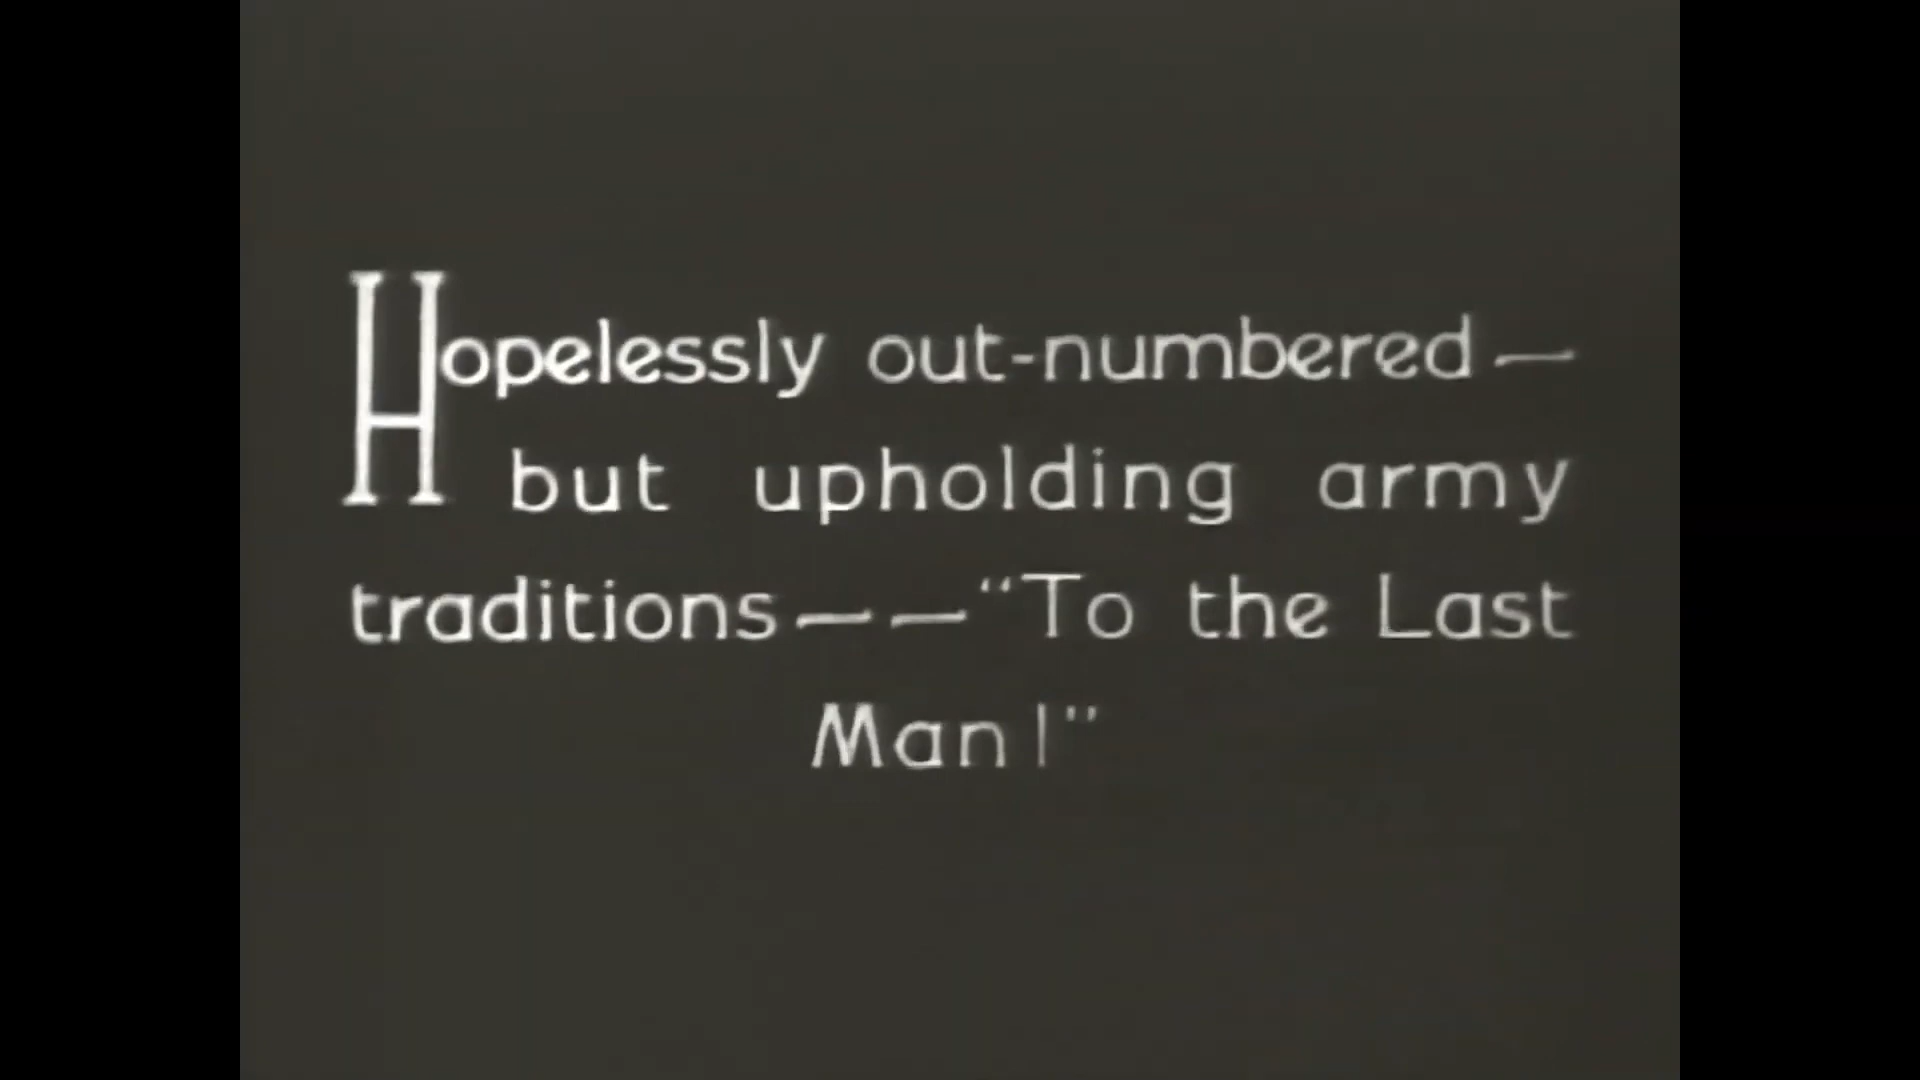 Hopelessly out-numbered—
but upholding army
traditions——“To the Last
Man!”